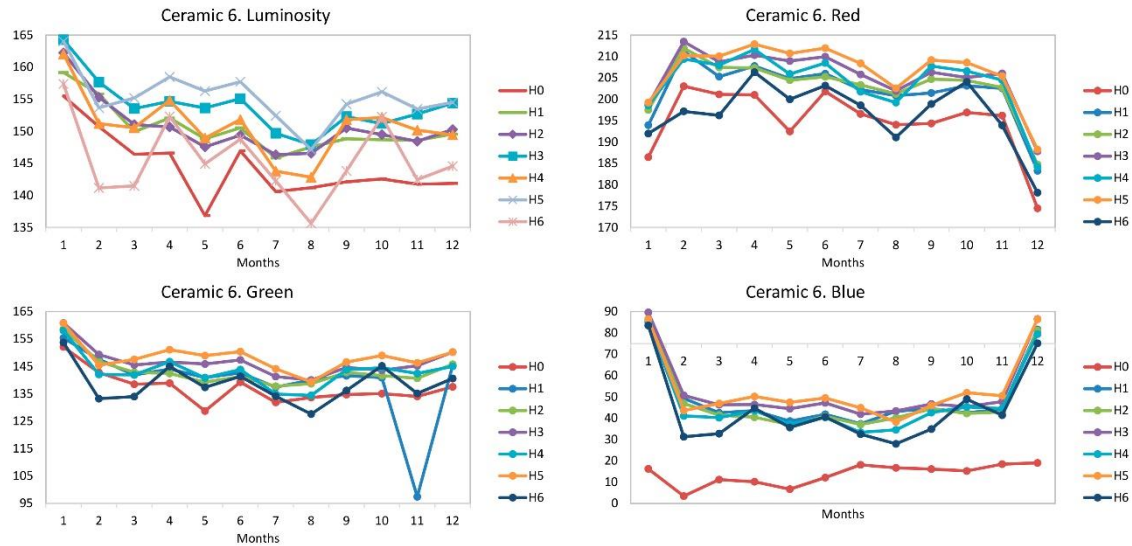 Ceramic 6. Luminosity
165
160
155
150
145
140
135
1 2 3 4 5 6 7 8 9 10 11 12
Months
H0
H1
H2
H3
H4
H5
H6
Ceramic 6. Red
215
210
205
200
195
190
185
180
175
170
1 2 3 4 5 6 7 8 9 10 11 12
Months
H0
H1
H2
H3
H4
H5
H6
Ceramic 6. Green
165
155
145
135
125
115
105
95
1 2 3 4 5 6 7 8 9 10 11 12
Months
H0
H1
H2
H3
H4
H5
H6
Ceramic 6. Blue
90
80
70
60
50
40
30
20
10
0
1 2 3 4 5 6 7 8 9 10 11 12
Months
H0
H1
H2
H3
H4
H5
H6